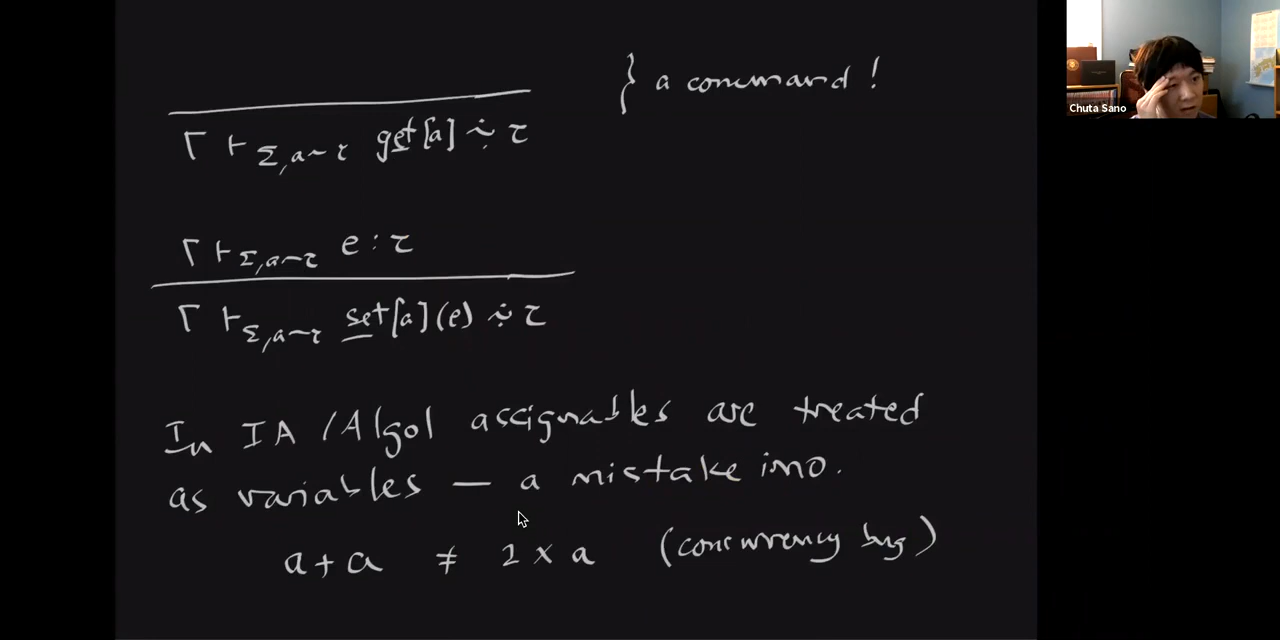 } a command !
Γ ⊢ Σ, a~τ get[a] ∻ τ
Γ ⊢ Σ, a~τ e : τ
Γ ⊢ Σ, a~τ set[a](e) ∻ τ
In IA / Algol assignables are treated
as variables — a mistake imo.
a + a ≠ 2 × a (concurrency bug)
Chuta Sano